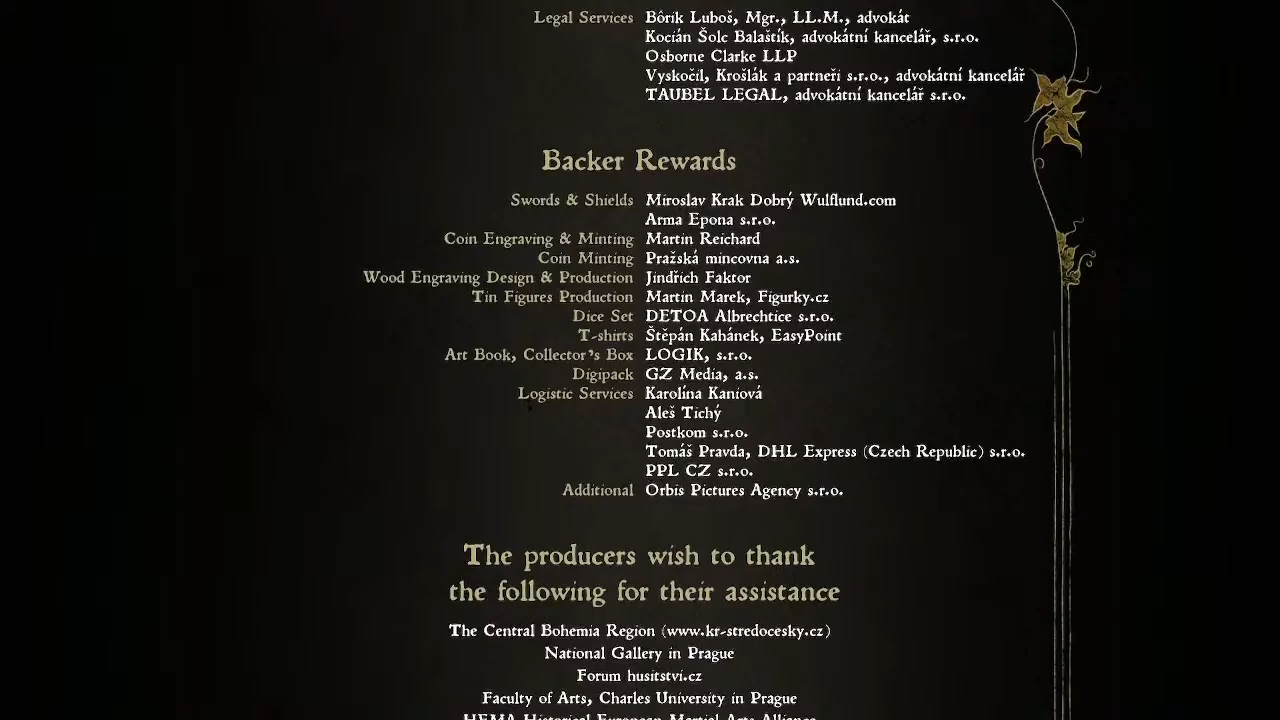 Legal Services Bôrik Luboš, Mgr., LL.M., advokát
Kocián Šolc Balaštík, advokátní kancelář, s.r.o.
Osborne Clarke LLP
Vyskočil, Krošlák a partneři s.r.o., advokátní kancelář
TAUBEL LEGAL, advokátní kancelář s.r.o.
Backer Rewards
Swords & Shields Miroslav Krak Dobrý Wulflund.com
Arma Epona s.r.o.
Coin Engraving & Minting Martin Reichard
Coin Minting Pražská mincovna a.s.
Wood Engraving Design & Production Jindřich Faktor
Tin Figures Production Martin Marek, Figurky.cz
Dice Set DETOA Albrechtice s.r.o.
T-shirts Štěpán Kahánek, EasyPoint
Art Book, Collector's Box LOGIK, s.r.o.
Digipack GZ Media, a.s.
Logistic Services Karolína Kaniová
Aleš Tichý
Postkom s.r.o.
Tomáš Pravda, DHL Express (Czech Republic) s.r.o.
PPL CZ s.r.o.
Additional Orbis Pictures Agency s.r.o.
The producers wish to thank
the following for their assistance
The Central Bohemia Region (www.kr-stredocesky.cz)
National Gallery in Prague
Forum husitstvi.cz
Faculty of Arts, Charles University in Prague
HEMA Historical European Martial Arts Alliance